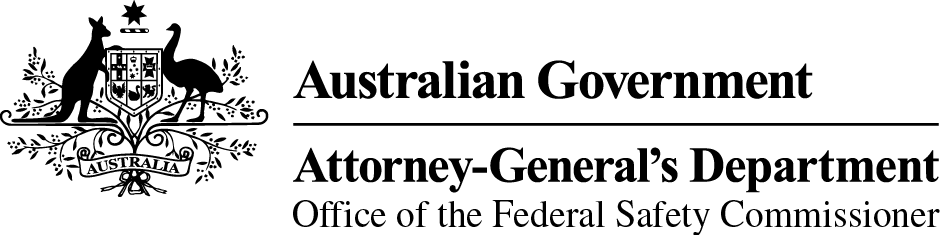 AUSTRALIA
Australian Government
Attorney-General's Department
Office of the Federal Safety Commissioner